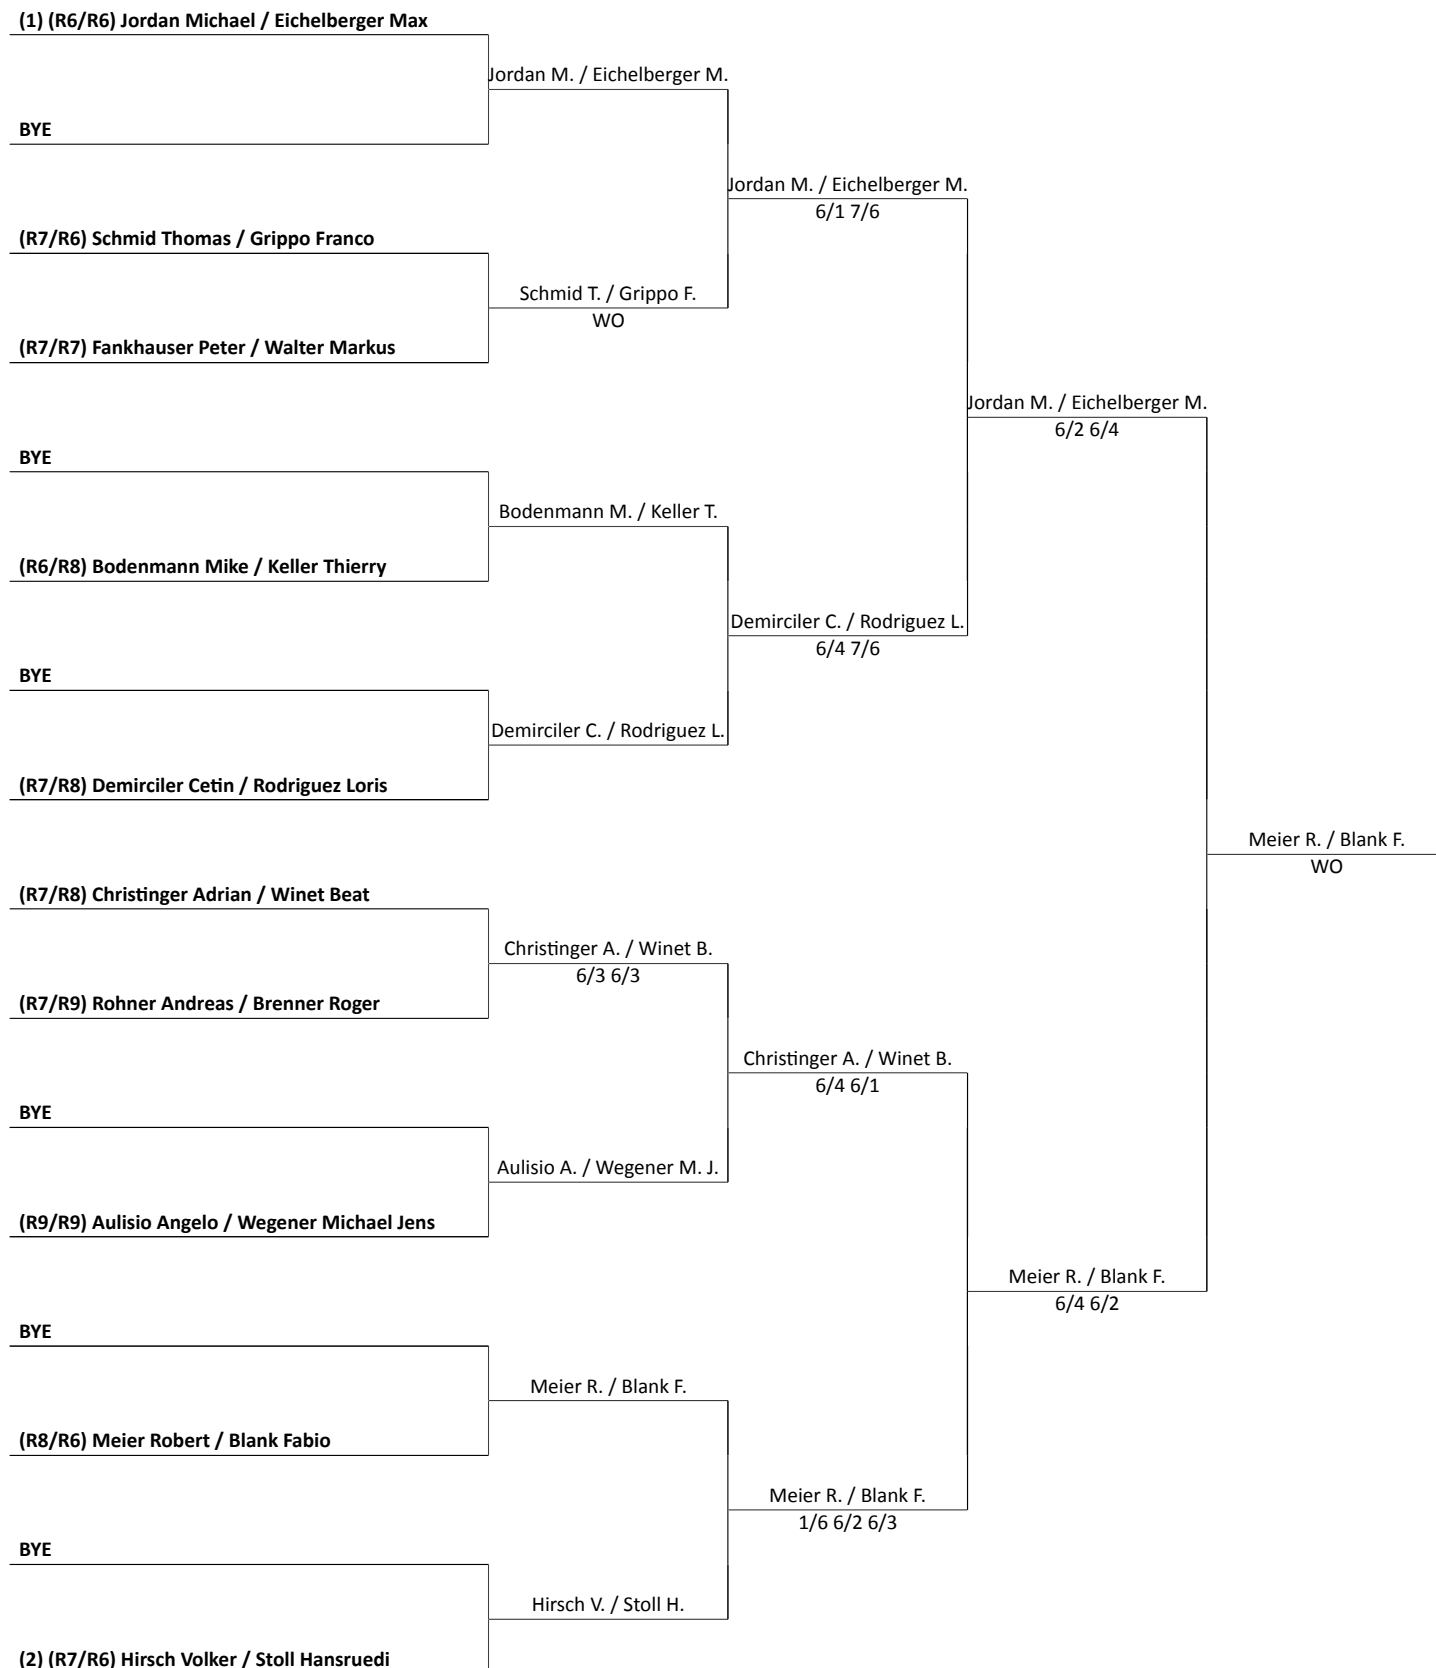 (1) (R6/R6) Jordan Michael / Eichelberger Max
Jordan M. / Eichelberger M.
BYE
Jordan M. / Eichelberger M.
6/1 7/6
(R7/R6) Schmid Thomas / Grippo Franco
Schmid T. / Grippo F.
WO
(R7/R7) Fankhauser Peter / Walter Markus
Jordan M. / Eichelberger M.
6/2 6/4
BYE
Bodenmann M. / Keller T.
(R6/R8) Bodenmann Mike / Keller Thierry
Demirciler C. / Rodriguez L.
6/4 7/6
BYE
Demirciler C. / Rodriguez L.
(R7/R8) Demirciler Cetin / Rodriguez Loris
Meier R. / Blank F.
WO
(R7/R8) Christinger Adrian / Winet Beat
Christinger A. / Winet B.
6/3 6/3
(R7/R9) Rohner Andreas / Brenner Roger
Christinger A. / Winet B.
6/4 6/1
BYE
Aulisio A. / Wegener M. J.
(R9/R9) Aulisio Angelo / Wegener Michael Jens
Meier R. / Blank F.
6/4 6/2
BYE
Meier R. / Blank F.
(R8/R6) Meier Robert / Blank Fabio
Meier R. / Blank F.
1/6 6/2 6/3
BYE
Hirsch V. / Stoll H.
(2) (R7/R6) Hirsch Volker / Stoll Hansruedi